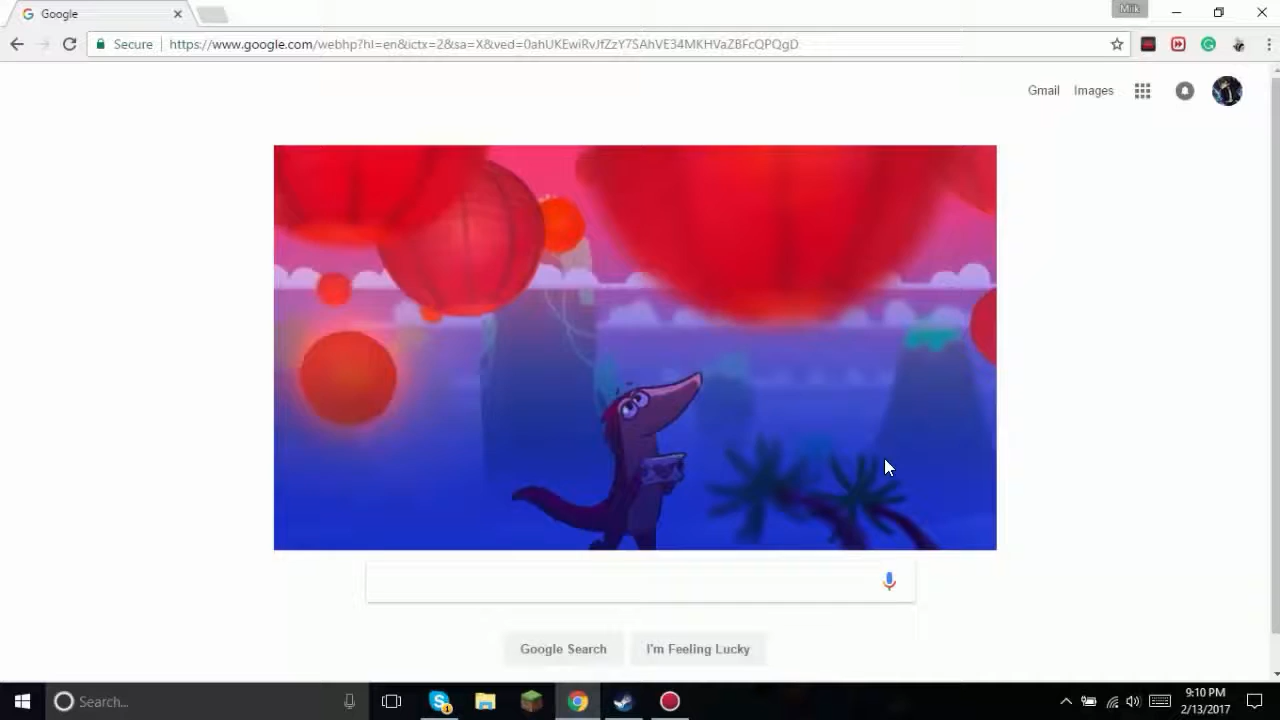 Google
Milk
Secure
https://www.google.com/webhp?hl=en&ictx=2&sa=X&ved=0ahUKEwiRvJfZzY7SAhVE34MKHVaZBFcQPQgD
Gmail Images
Google Search I'm Feeling Lucky
Search...
9:10 PM
2/13/2017